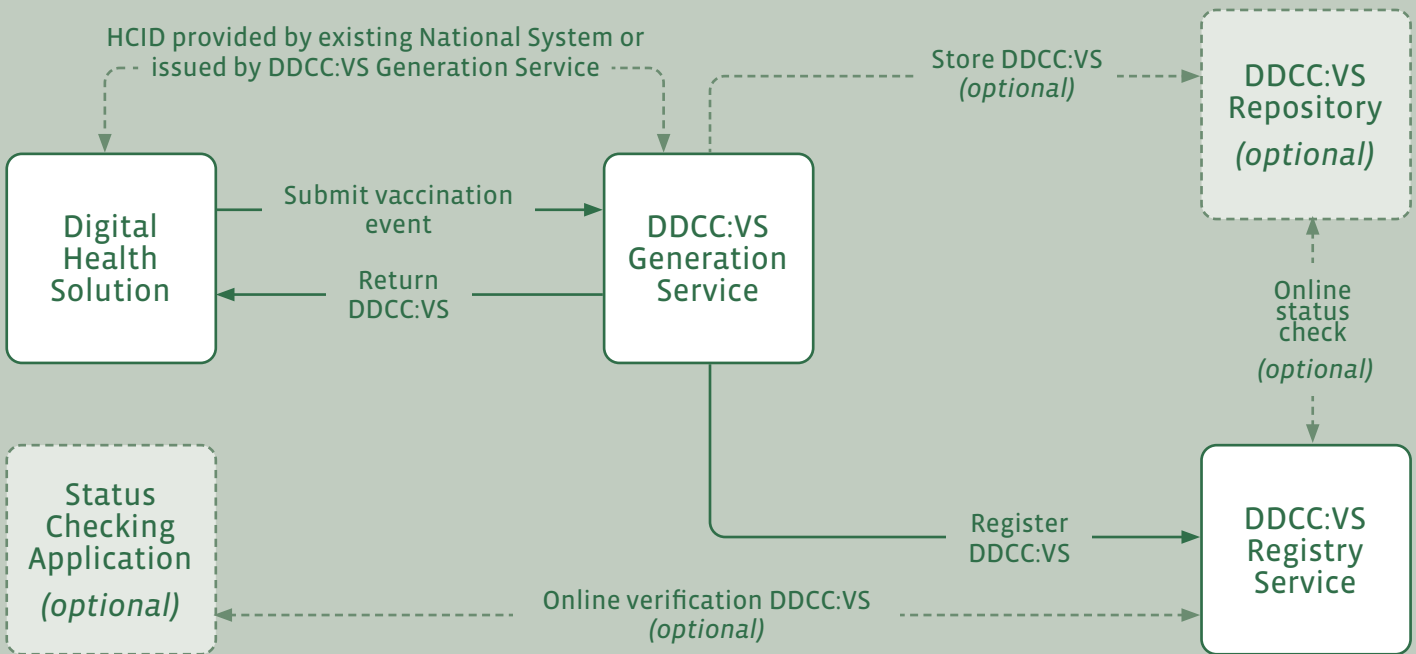 HCID provided by existing National System or
issued by DDCC:VS Generation Service
Store DDCC:VS
(optional)
DDCC:VS
Repository
(optional)
Digital
Health
Solution
Submit vaccination
event
Return
DDCC:VS
DDCC:VS
Generation
Service
Online
status
check
(optional)
Status
Checking
Application
(optional)
Register
DDCC:VS
DDCC:VS
Registry
Service
Online verification DDCC:VS
(optional)